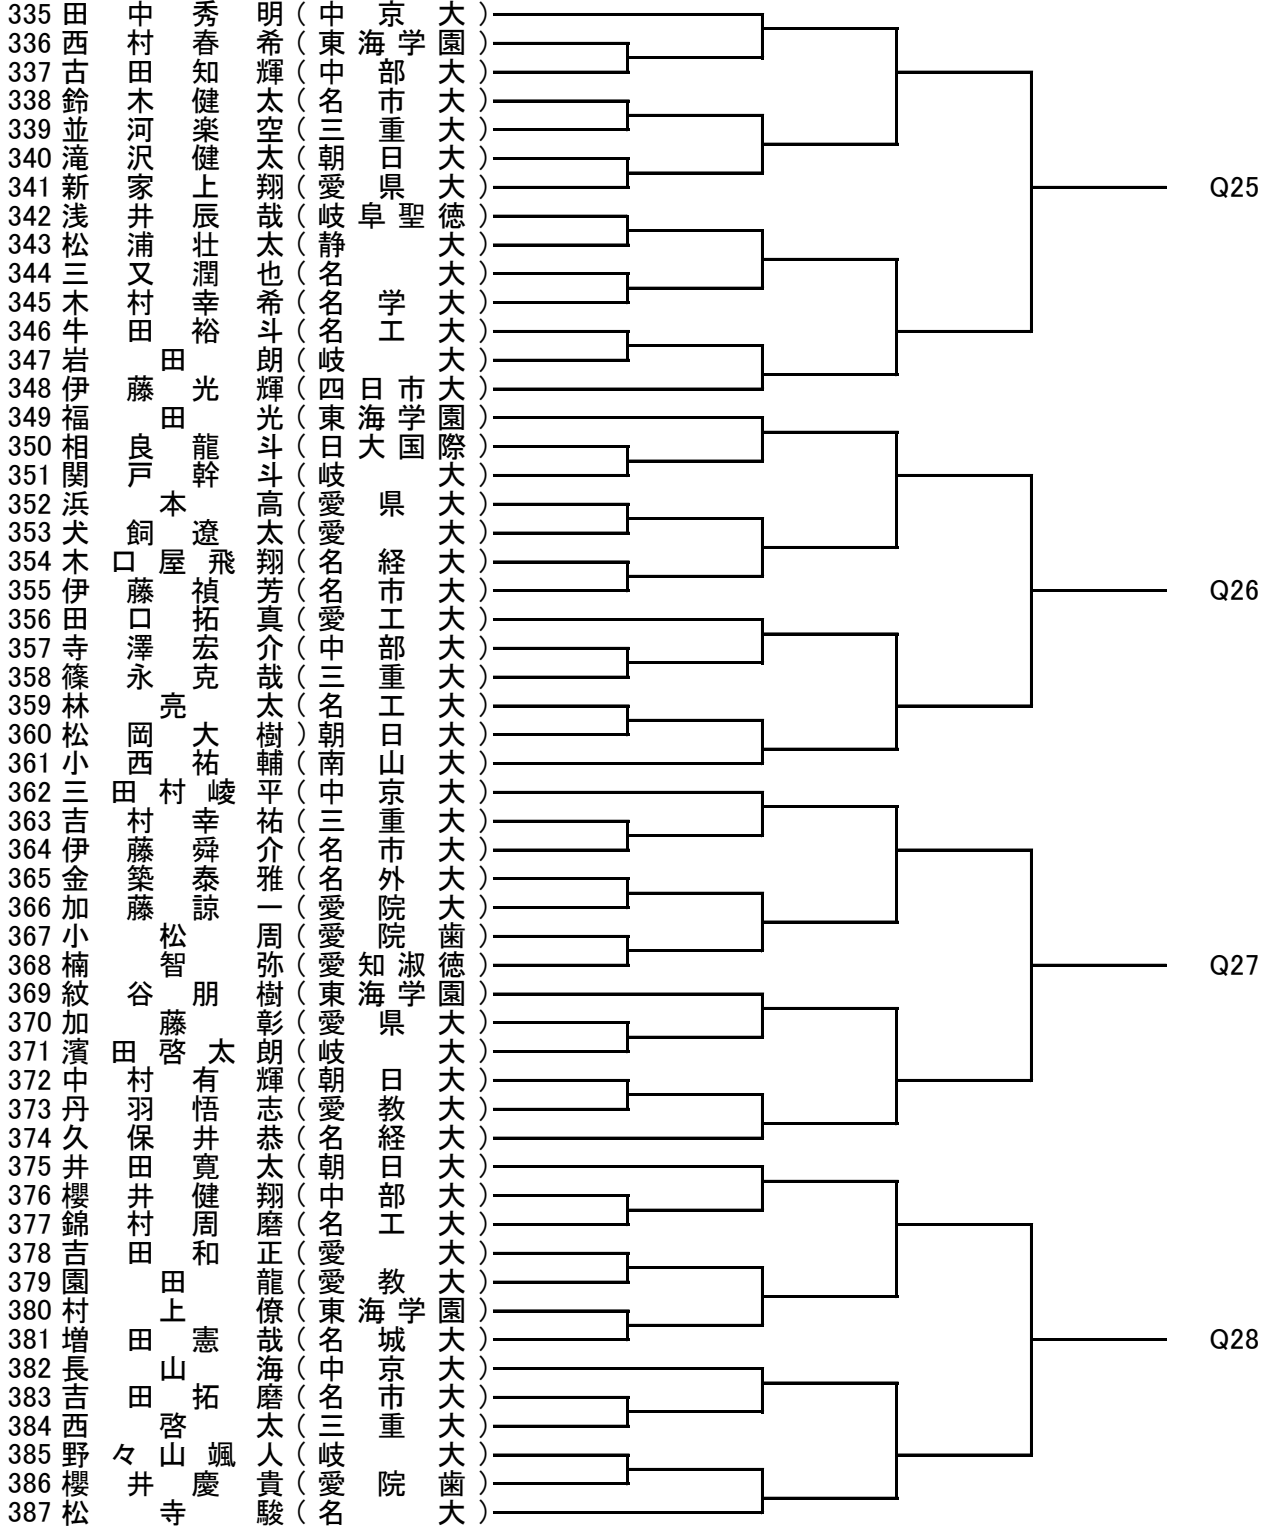 335 田中秀明(中京大)
336 西村春希(東海学園)
337 古田知輝(中部大)
338 鈴木健太(名市大)
339 並河楽空(三重大)
340 滝沢健太(朝日大)
341 新家上翔(愛県大)
Q25
342 浅井辰哉(岐阜聖徳)
343 松浦壮太(静大)
344 三又潤也(名大)
345 木村幸希(名学大)
346 牛田裕斗(名工大)
347 岩田朗(岐大)
348 伊藤光輝(四日市大)
349 福田光(東海学園)
350 相良龍斗(日大国際)
351 関戸幹斗(岐大)
352 浜本高(愛県大)
353 犬飼遼太(愛大)
354 木口屋飛翔(名経大)
355 伊藤禎芳(名市大)
Q26
356 田口拓真(愛工大)
357 寺澤宏介(中部大)
358 篠永克哉(三重大)
359 林亮太(名工大)
360 松岡大樹)朝日大)
361 小西祐輔(南山大)
362 三田村崚平(中京大)
363 吉村幸祐(三重大)
364 伊藤舜介(名市大)
365 金築泰雅(名外大)
366 加藤諒一(愛院大)
367 小松周(愛院歯)
368 楠智弥(愛知淑徳)
Q27
369 紋谷朋樹(東海学園)
370 加藤彰(愛県大)
371 濱田啓太朗(岐大)
372 中村有輝(朝日大)
373 丹羽悟志(愛教大)
374 久保井恭(名経大)
375 井田寛太(朝日大)
376 櫻井健翔(中部大)
377 錦村周磨(名工大)
378 吉田和正(愛大)
379 園田龍(愛教大)
380 村上僚(東海学園)
381 増田憲哉(名城大)
Q28
382 長山海(中京大)
383 吉田拓磨(名市大)
384 西啓太(三重大)
385 野々山颯人(岐大)
386 櫻井慶貴(愛院歯)
387 松寺駿(名大)